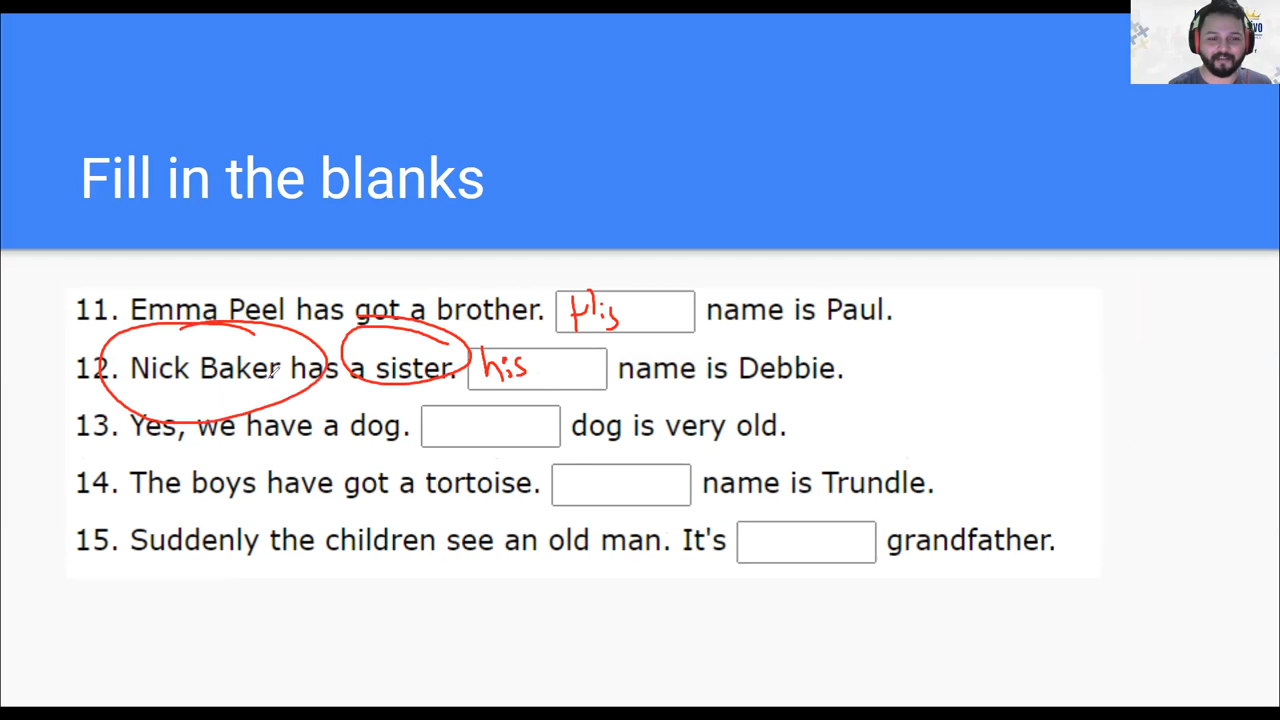 Fill in the blanks
11. Emma Peel has got a brother. His name is Paul.
12. Nick Baker has a sister. his name is Debbie.
13. Yes, we have a dog. dog is very old.
14. The boys have got a tortoise. name is Trundle.
15. Suddenly the children see an old man. It's grandfather.